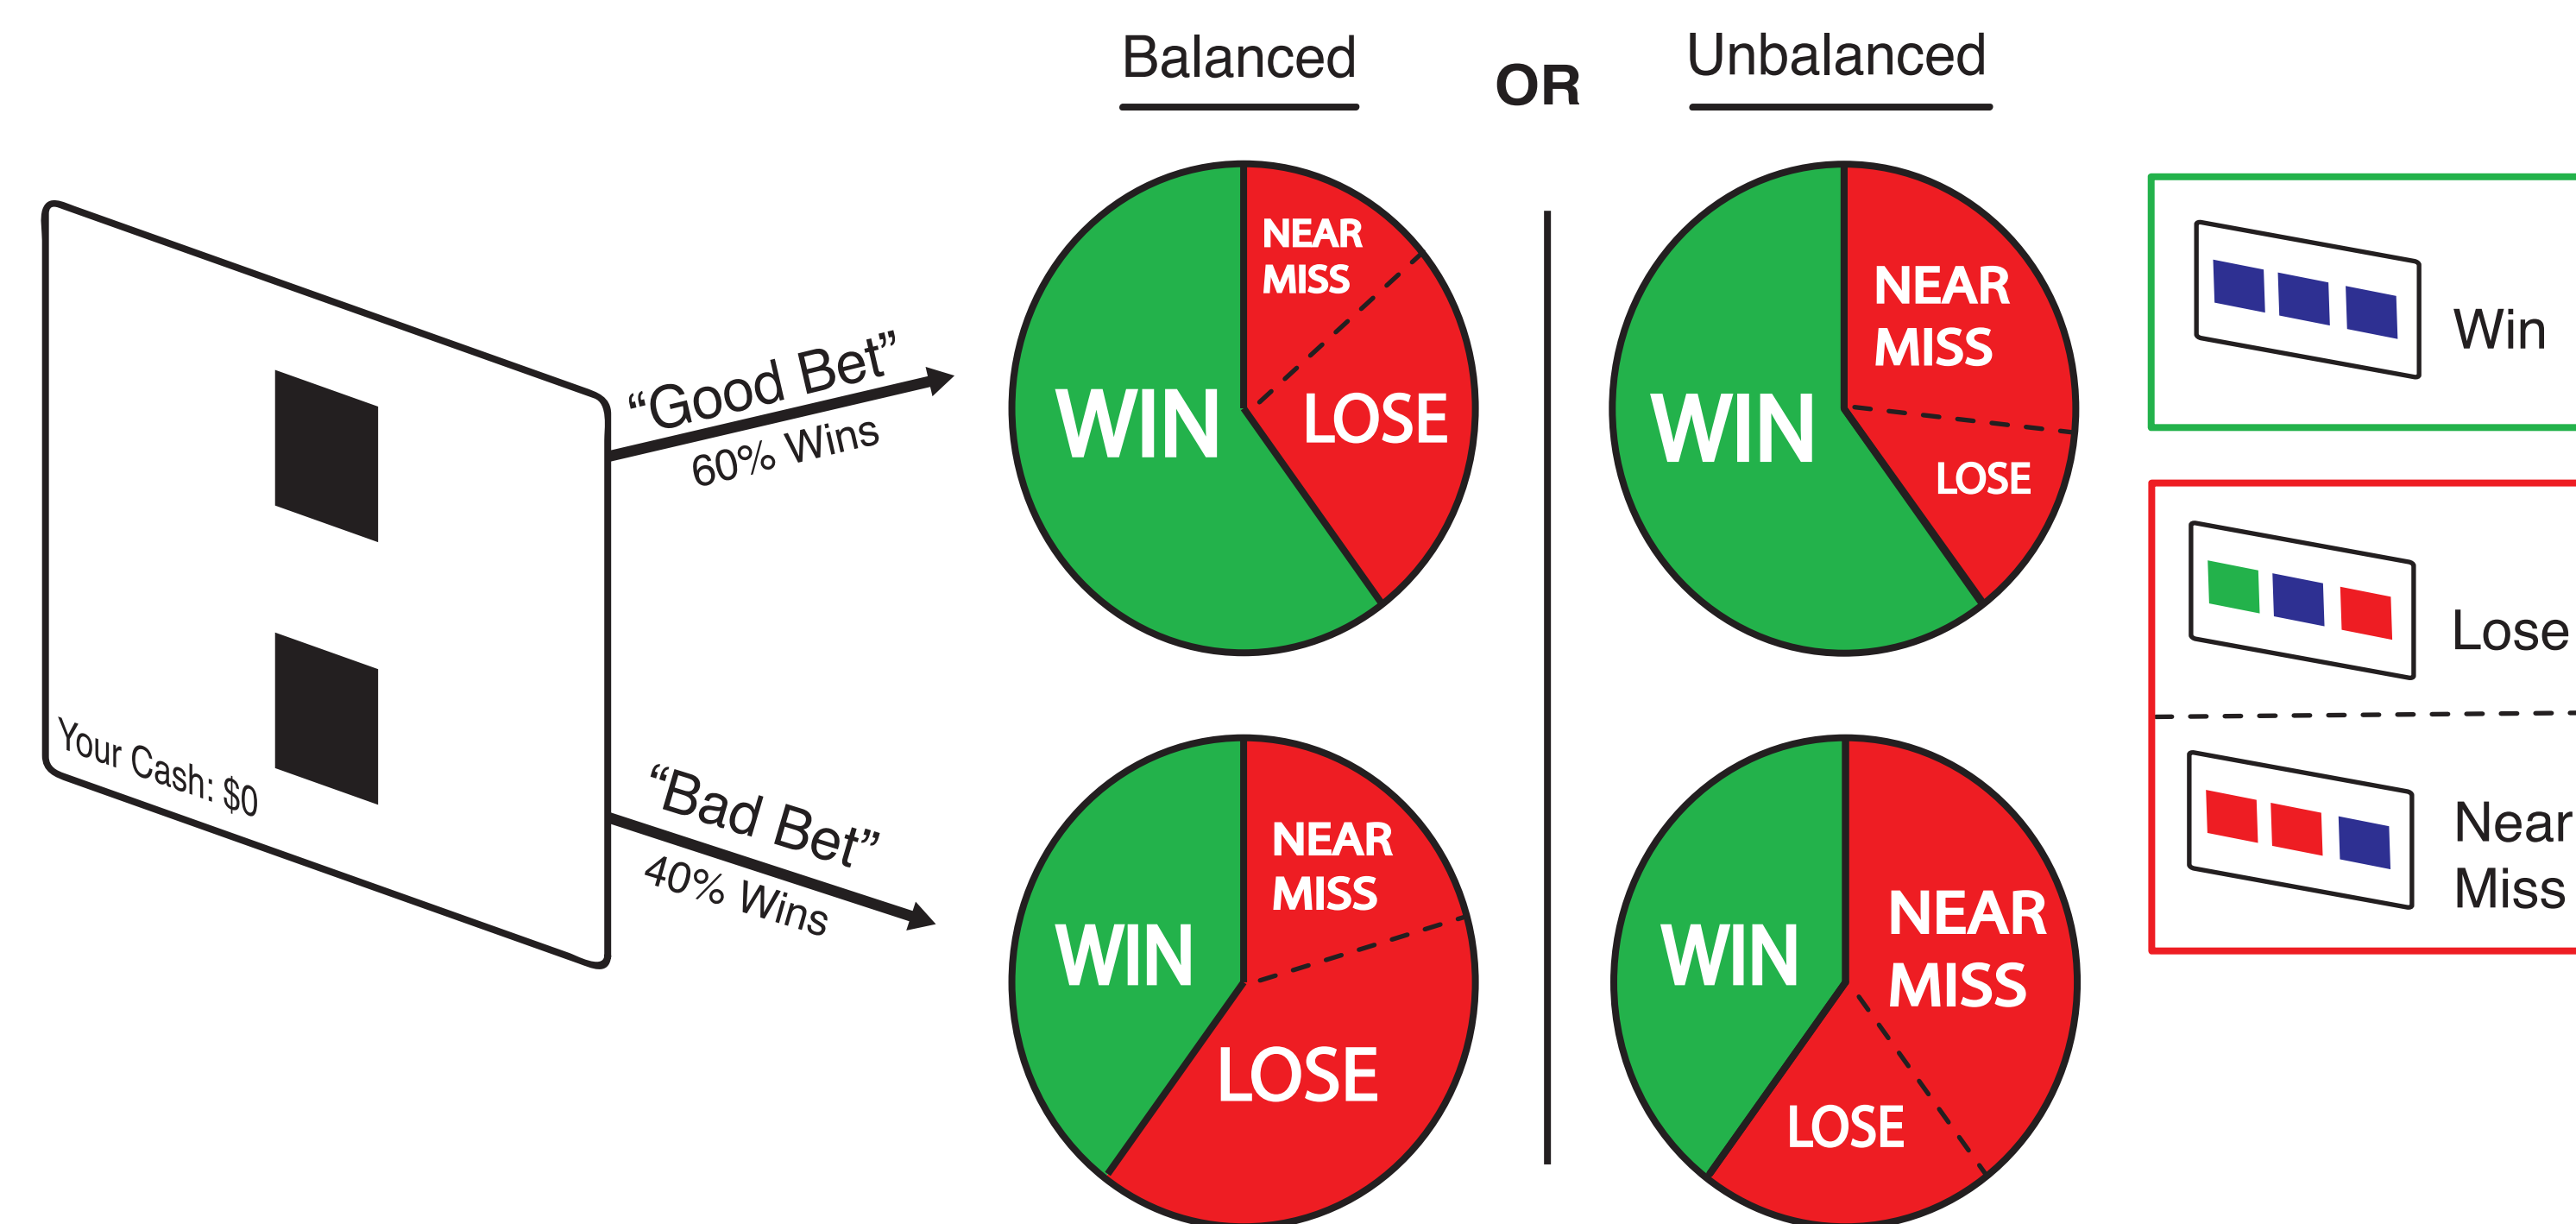 Balanced
OR
Unbalanced
“Good Bet”
60% Wins
“Bad Bet”
40% Wins
Your Cash: $0
NEAR
MISS
WIN
LOSE
NEAR
MISS
WIN
LOSE
NEAR
MISS
WIN
LOSE
NEAR
MISS
WIN
LOSE
Win
Lose
Near
Miss